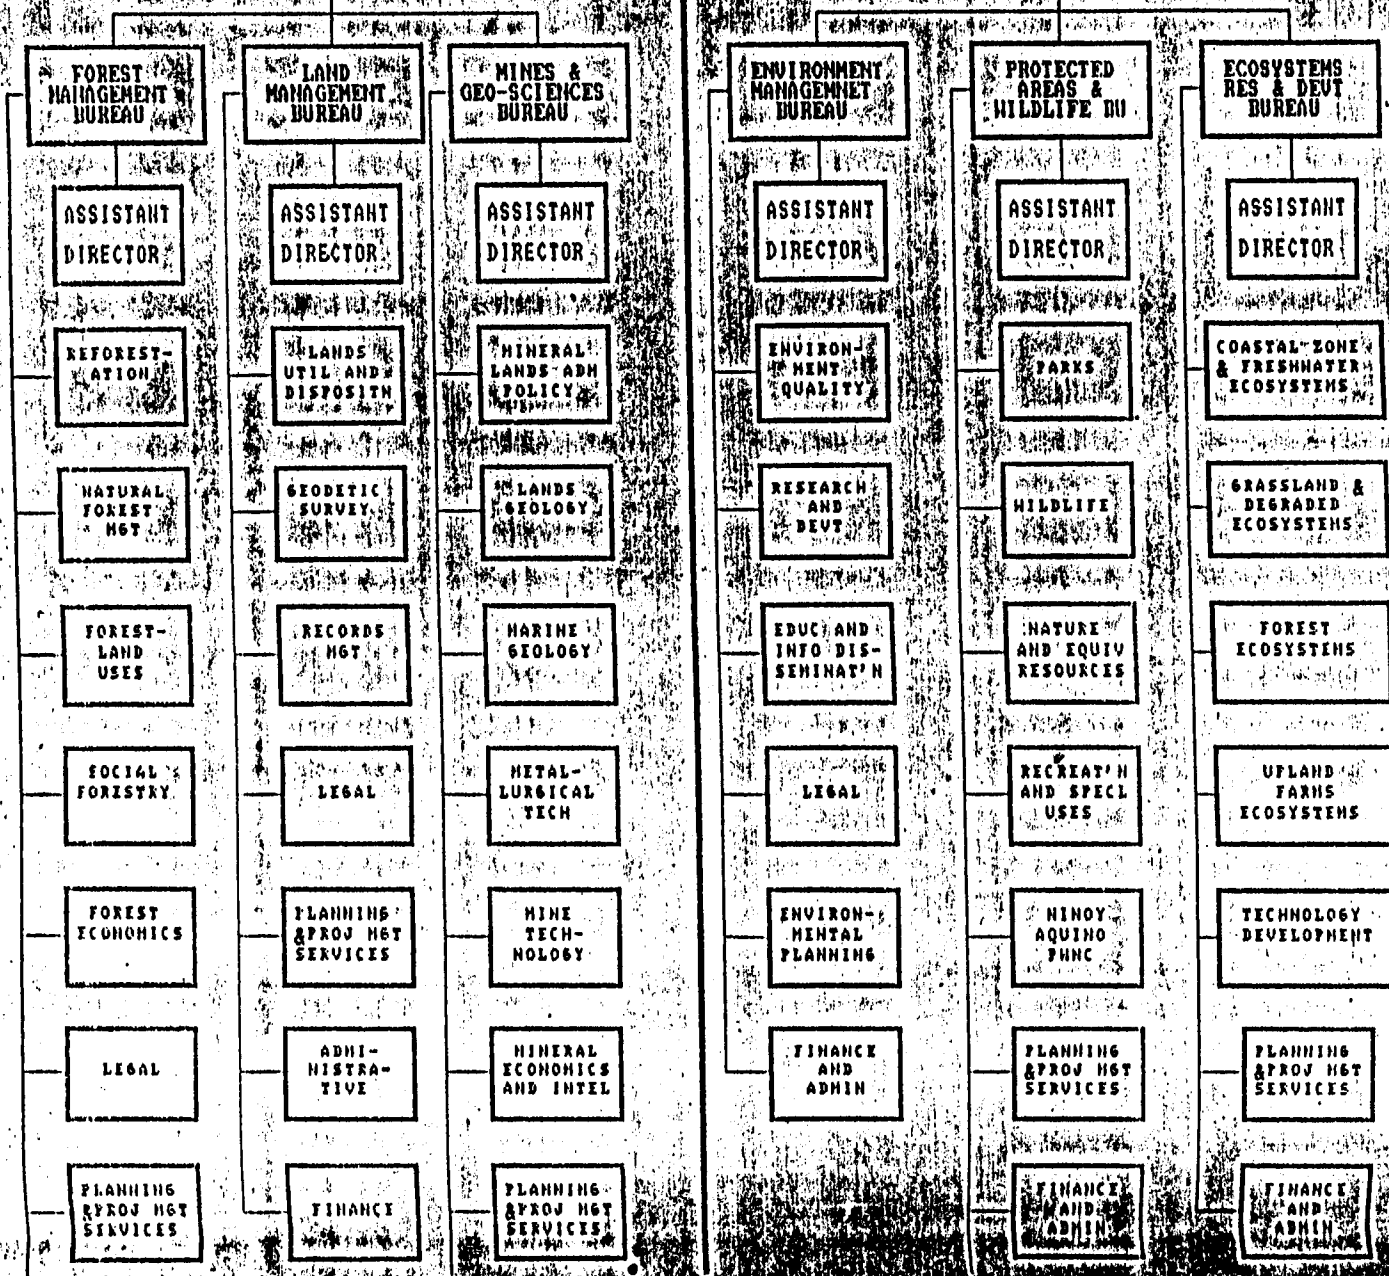 FOREST
MANAGEMENT
BUREAU
LAND
MANAGEMENT
BUREAU
MINES &
GEO-SCIENCES
BUREAU
ENVIRONMENT
MANAGEMNET
BUREAU
PROTECTED
AREAS &
WILDLIFE BU
ECOSYSTEMS
RES & DEVT
BUREAU
ASSISTANT
DIRECTOR
ASSISTANT
DIRECTOR
ASSISTANT
DIRECTOR
ASSISTANT
DIRECTOR
ASSISTANT
DIRECTOR
ASSISTANT
DIRECTOR
REFOREST-
ATION
LANDS
UTIL AND
DISPOSITN
MINERAL
LANDS ADM
POLICY
ENVIRON-
MENT
QUALITY
PARKS
COASTAL ZONE
& FRESHWATER
ECOSYSTEMS
NATURAL
FOREST
MGT
GEODETIC
SURVEY
LANDS
GEOLOGY
RESEARCH
AND
DEVT
WILDLIFE
GRASSLAND &
DEGRADED
ECOSYSTEMS
FOREST-
LAND
USES
RECORDS
MGT
MARINE
GEOLOGY
EDUC AND
INFO DIS-
SEMINAT'N
NATURE
AND EQUIV
RESOURCES
FOREST
ECOSYSTEMS
SOCIAL
FORISTRY
LEGAL
METAL-
LURGICAL
TECH
LEGAL
RECREAT'N
AND SPECL
USES
UPLAND
FARMS
ECOSYSTEMS
FOREST
ECONOMICS
PLANNING
&PROJ MGT
SERVICES
MINE
TECH-
NOLOGY
ENVIRON-
MENTAL
PLANNING
NINOY
AQUINO
PWNC
TECHNOLOGY
DEVELOPMENT
LEGAL
ADMI-
NISTRA-
TIVE
MINERAL
ECONOMICS
AND INTEL
FINANCE
AND
ADMIN
PLANNING
&PROJ MGT
SERVICES
PLANNING
&PROJ MGT
SERVICES
PLANNING
&PROJ MGT
SERVICES
FINANCE
PLANNING
&PROJ MGT
SERVICES
FINANCE
AND
ADMIN
FINANCE
AND
ADMIN